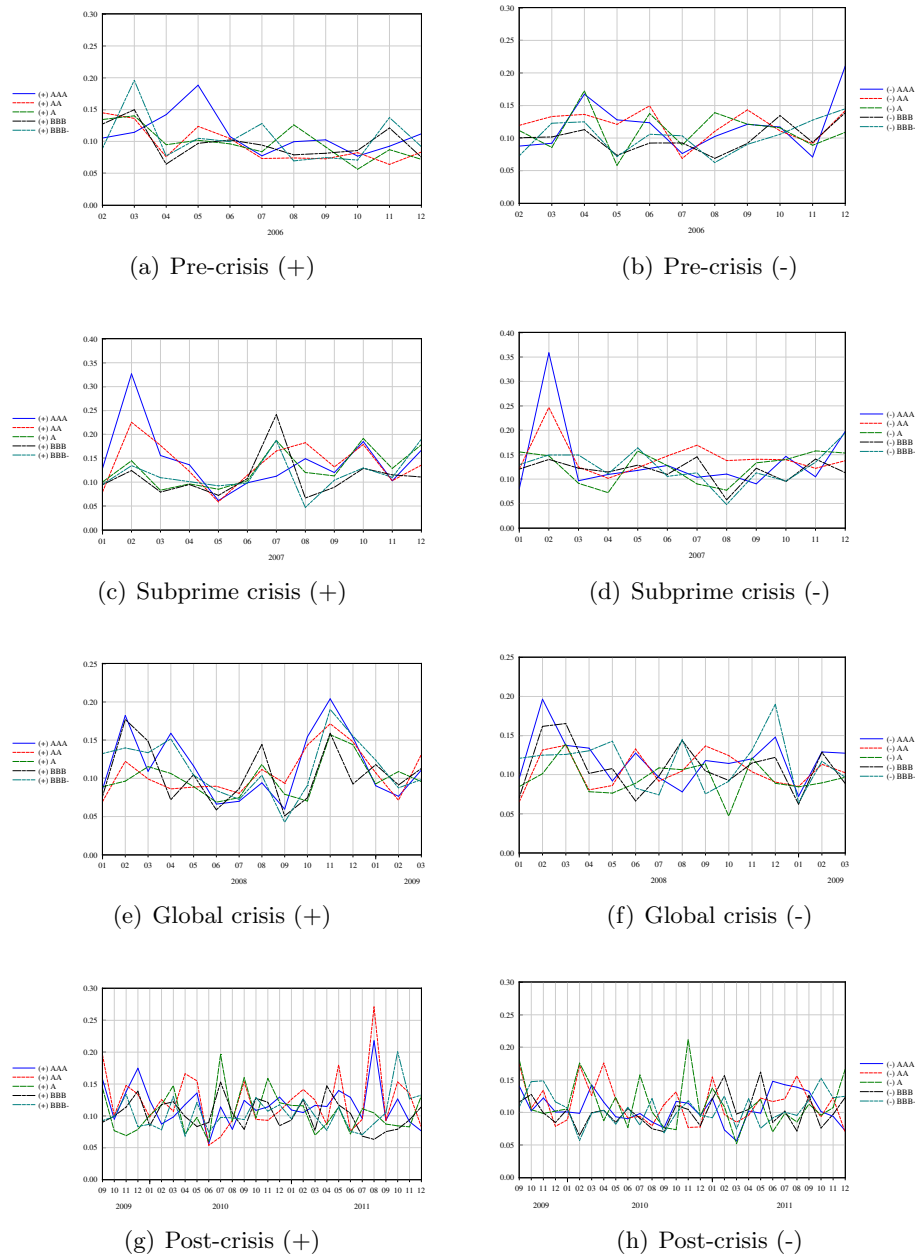 0.30
0.25
0.20
0.15
0.10
0.05
0.00
(+) AAA
(+) AA
(+) A
(+) BBB
(+) BBB-
02 03 04 05 06 07 08 09 10 11 12
2006
(a) Pre-crisis (+)
0.30
0.25
0.20
0.15
0.10
0.05
0.00
(-) AAA
(-) AA
(-) A
(-) BBB
(-) BBB-
02 03 04 05 06 07 08 09 10 11 12
2006
(b) Pre-crisis (-)
0.40
0.35
0.30
0.25
0.20
0.15
0.10
0.05
0.00
(+) AAA
(+) AA
(+) A
(+) BBB
(+) BBB-
01 02 03 04 05 06 07 08 09 10 11 12
2007
(c) Subprime crisis (+)
0.40
0.35
0.30
0.25
0.20
0.15
0.10
0.05
0.00
(-) AAA
(-) AA
(-) A
(-) BBB
(-) BBB-
01 02 03 04 05 06 07 08 09 10 11 12
2007
(d) Subprime crisis (-)
0.25
0.20
0.15
0.10
0.05
0.00
(+) AAA
(+) AA
(+) A
(+) BBB
(+) BBB-
01 02 03 04 05 06 07 08 09 10 11 12 01 02 03
2008 2009
(e) Global crisis (+)
0.25
0.20
0.15
0.10
0.05
0.00
(-) AAA
(-) AA
(-) A
(-) BBB
(-) BBB-
01 02 03 04 05 06 07 08 09 10 11 12 01 02 03
2008 2009
(f) Global crisis (-)
0.30
0.25
0.20
0.15
0.10
0.05
0.00
(+) AAA
(+) AA
(+) A
(+) BBB
(+) BBB-
09 10 11 12 01 02 03 04 05 06 07 08 09 10 11 12 01 02 03 04 05 06 07 08 09 10 11 12
2009 2010 2011
(g) Post-crisis (+)
0.30
0.25
0.20
0.15
0.10
0.05
0.00
(-) AAA
(-) AA
(-) A
(-) BBB
(-) BBB-
09 10 11 12 01 02 03 04 05 06 07 08 09 10 11 12 01 02 03 04 05 06 07 08 09 10 11 12
2009 2010 2011
(h) Post-crisis (-)